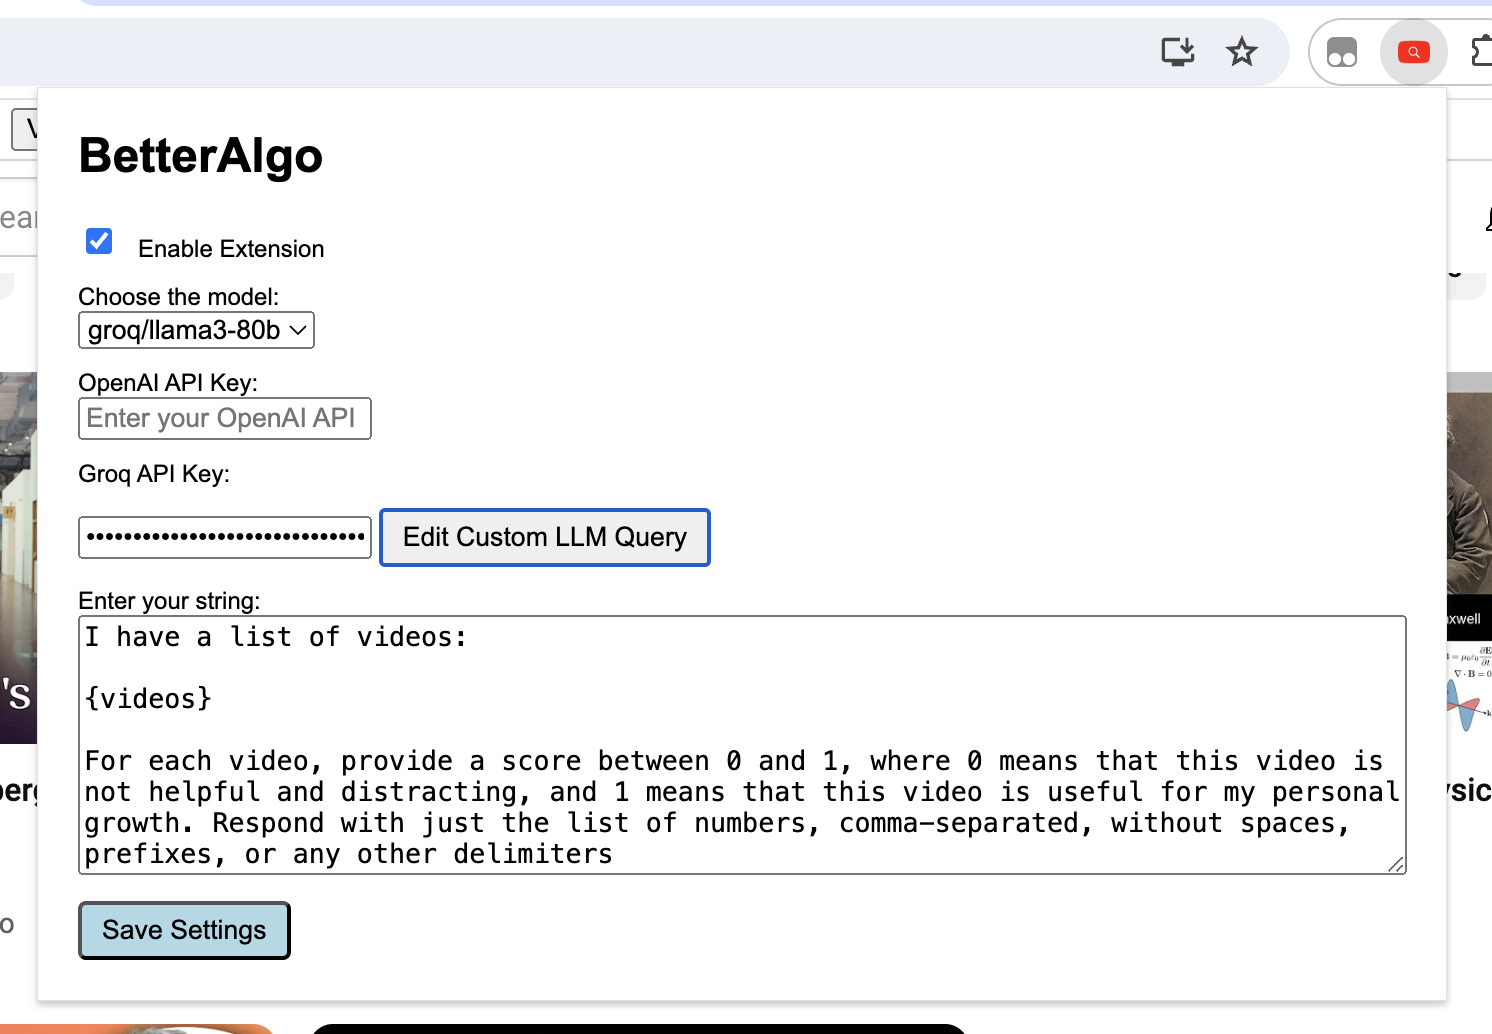 BetterAlgo
Enable Extension
Choose the model:
groq/llama3-80b
OpenAI API Key:
Enter your OpenAI API
Groq API Key:
••••••••••••••••••••••••••••••
Edit Custom LLM Query
Enter your string:
I have a list of videos:
{videos}
For each video, provide a score between 0 and 1, where 0 means that this video is
not helpful and distracting, and 1 means that this video is useful for my personal
growth. Respond with just the list of numbers, comma-separated, without spaces,
prefixes, or any other delimiters
Save Settings